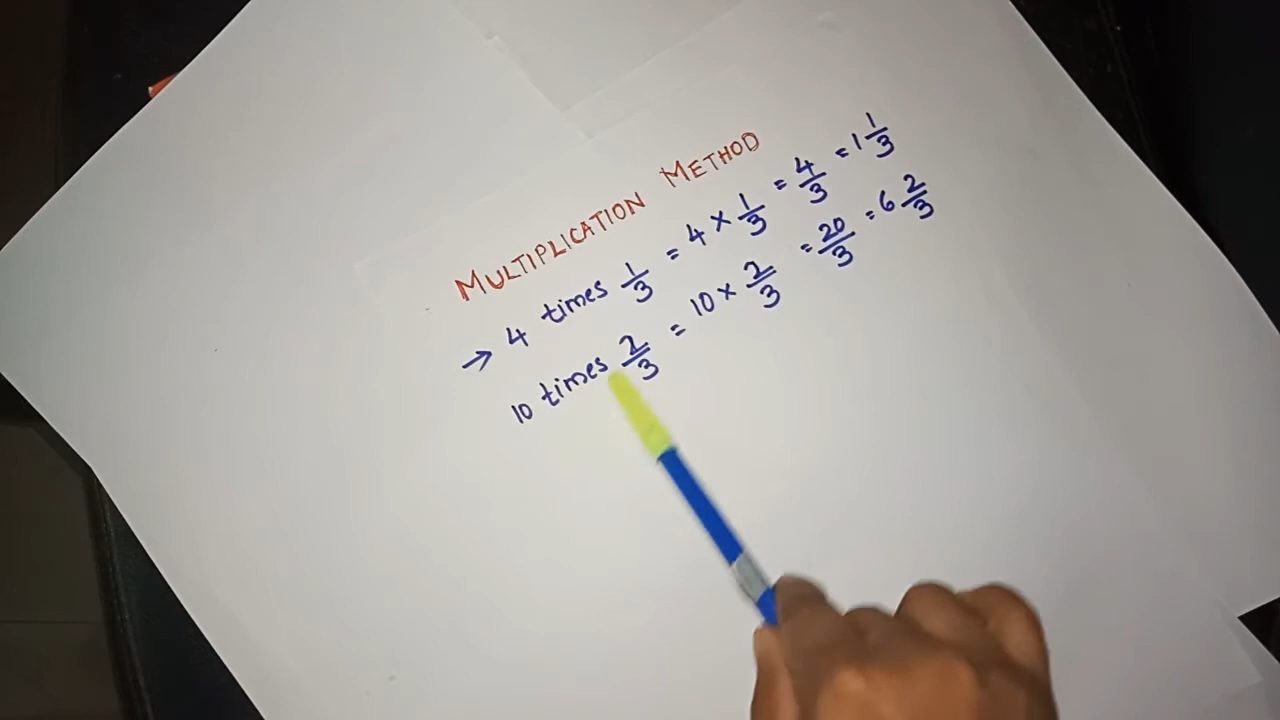 MULTIPLICATION METHOD
→ 4 times 1/3 = 4 × 1/3 = 4/3 = 1 1/3
10 times 2/3 = 10 × 2/3 = 20/3 = 6 2/3